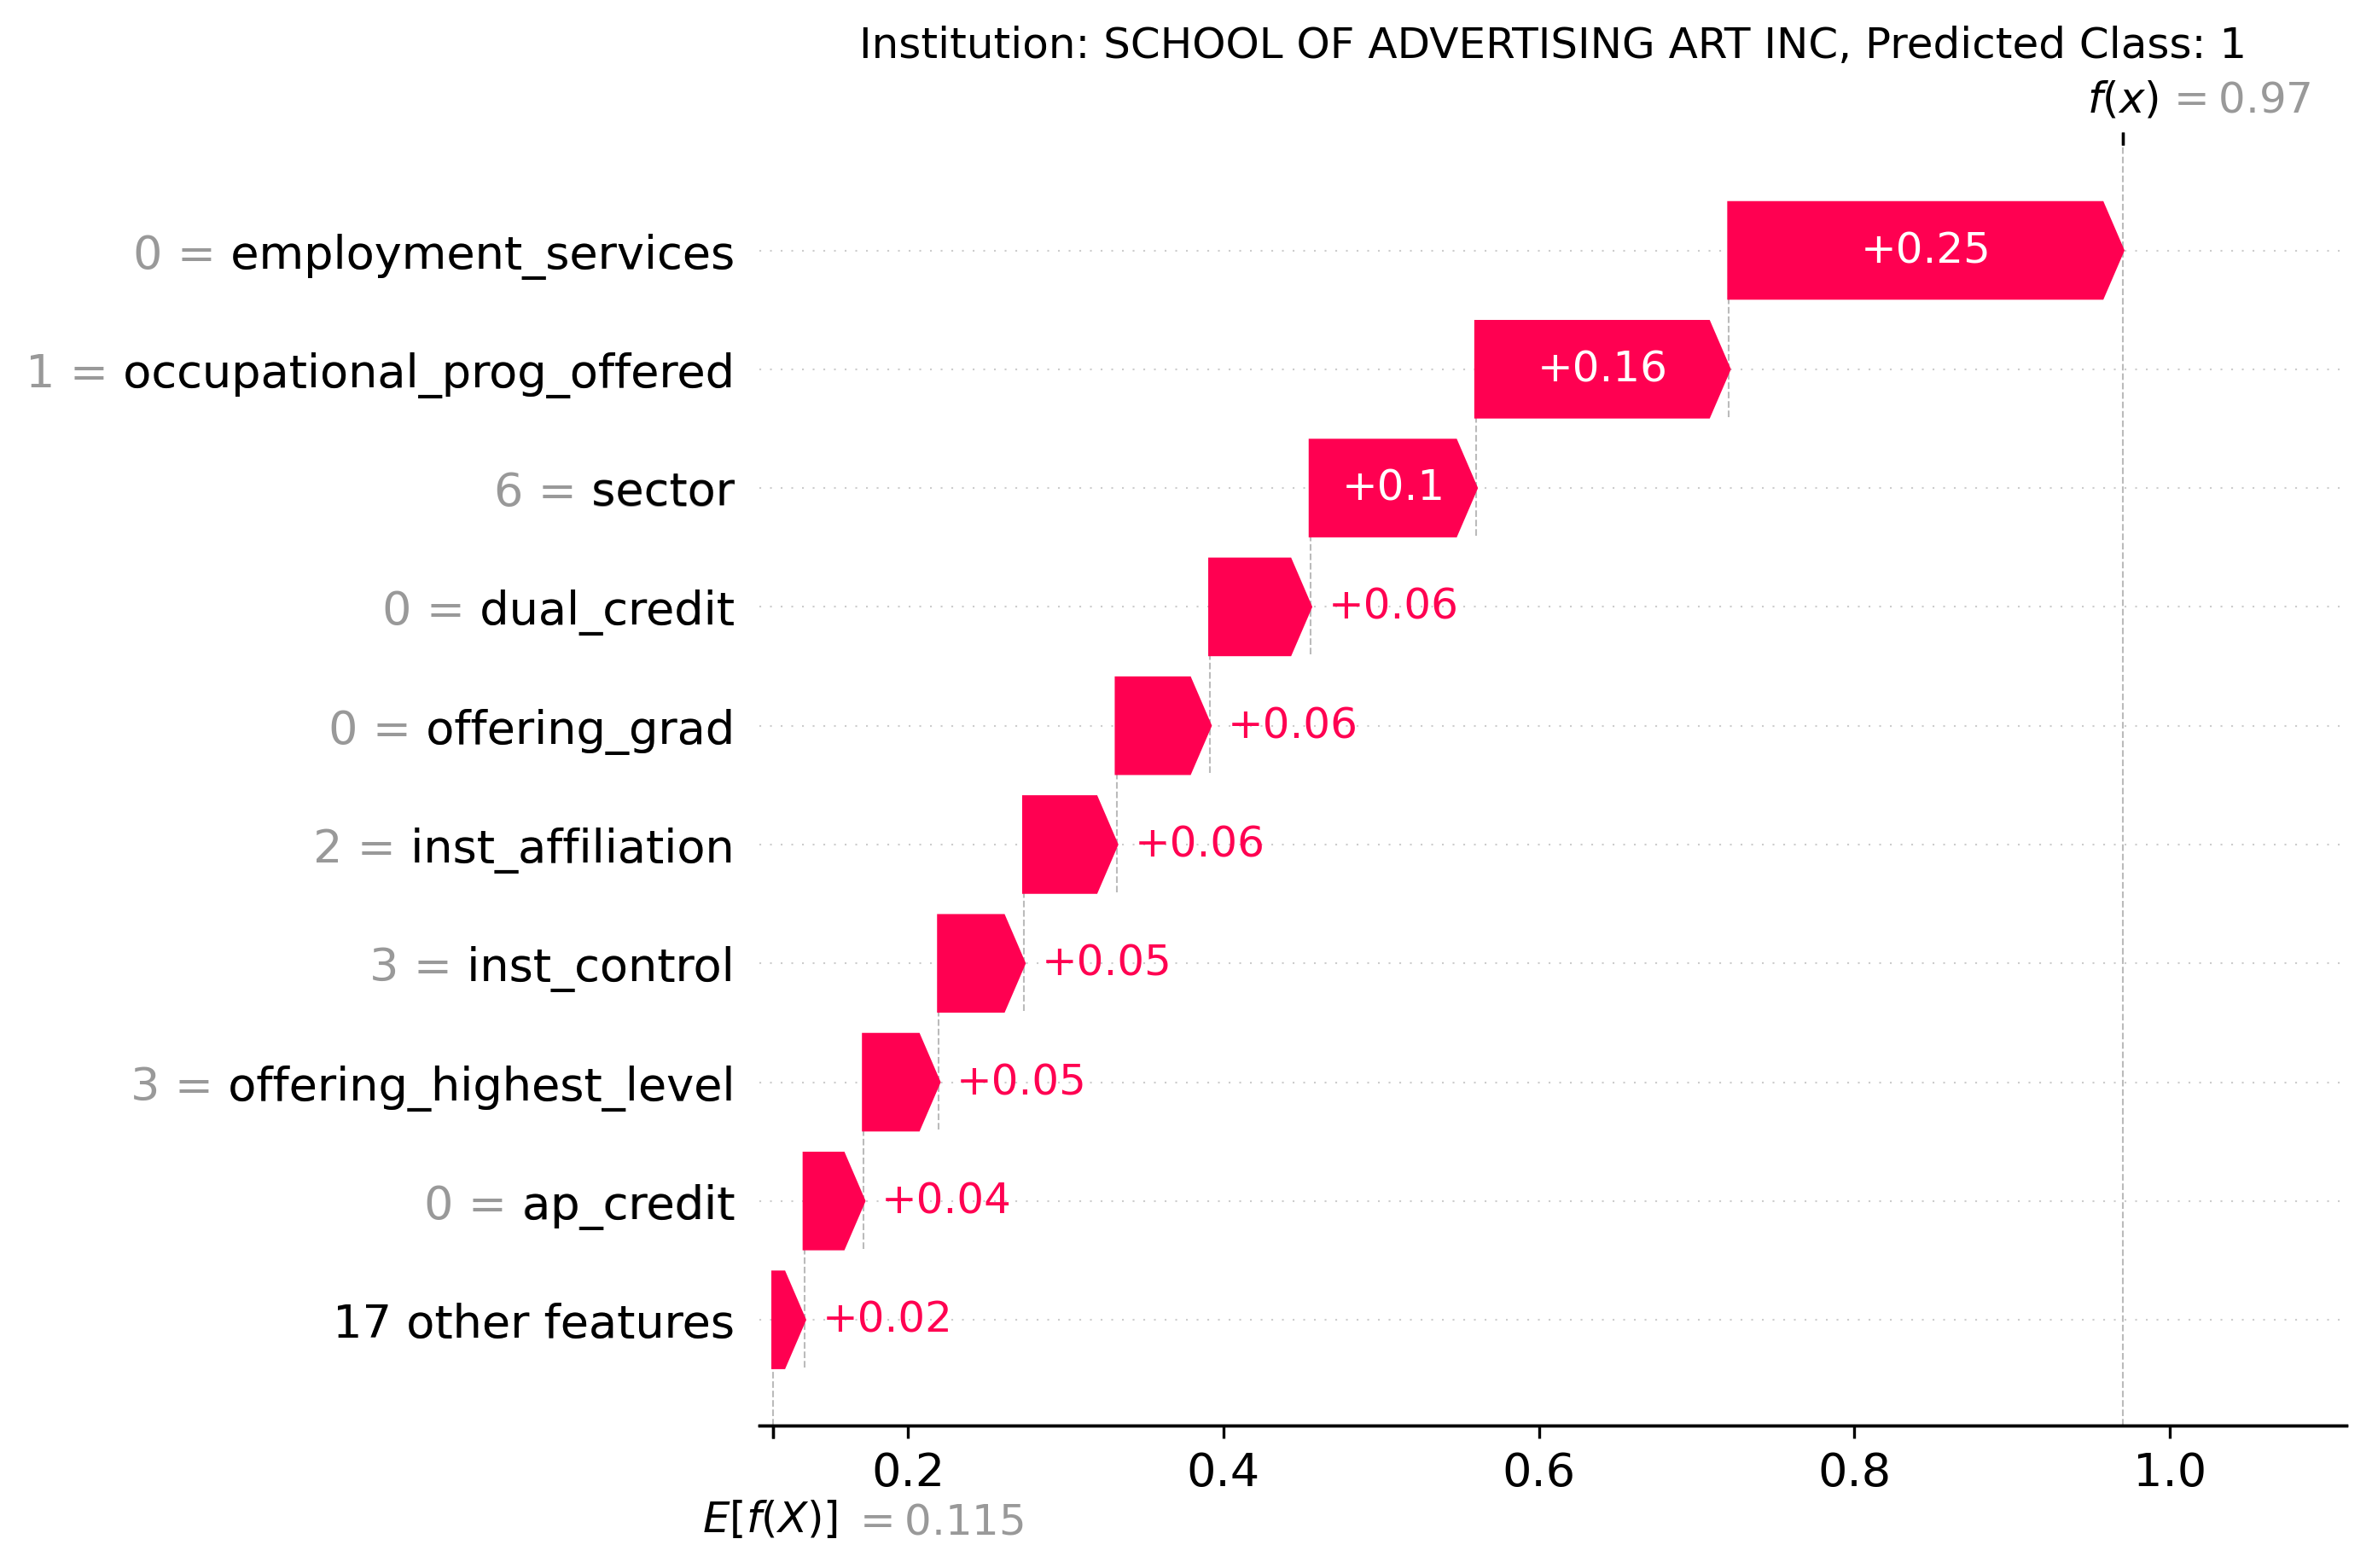 Institution: SCHOOL OF ADVERTISING ART INC, Predicted Class: 1
f(x) = 0.97
0 = employment_services +0.25
1 = occupational_prog_offered +0.16
6 = sector +0.1
0 = dual_credit +0.06
0 = offering_grad +0.06
2 = inst_affiliation +0.06
3 = inst_control +0.05
3 = offering_highest_level +0.05
0 = ap_credit +0.04
17 other features +0.02
0.2 0.4 0.6 0.8 1.0
E[f(X)] = 0.115